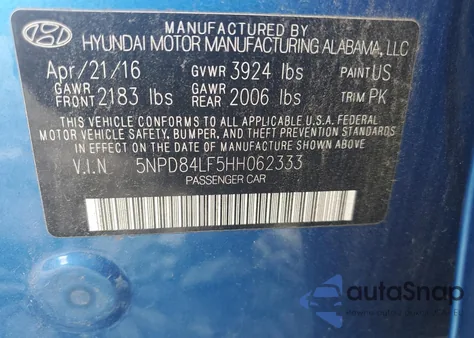 MANUFACTURED BY
HYUNDAI MOTOR MANUFACTURING ALABAMA, LLC
Apr/21/16 GVWR 3924 lbs PAINT US
GAWR FRONT 2183 lbs GAWR REAR 2006 lbs TRIM PK
THIS VEHICLE CONFORMS TO ALL APPLICABLE U.S.A. FEDERAL
MOTOR VEHICLE SAFETY, BUMPER, AND THEFT PREVENTION STANDARDS
IN EFFECT ON THE DATE OF MANUFACTURE SHOWN ABOVE.
V.I.N 5NPD84LF5HH062333
PASSENGER CAR
autoSnap